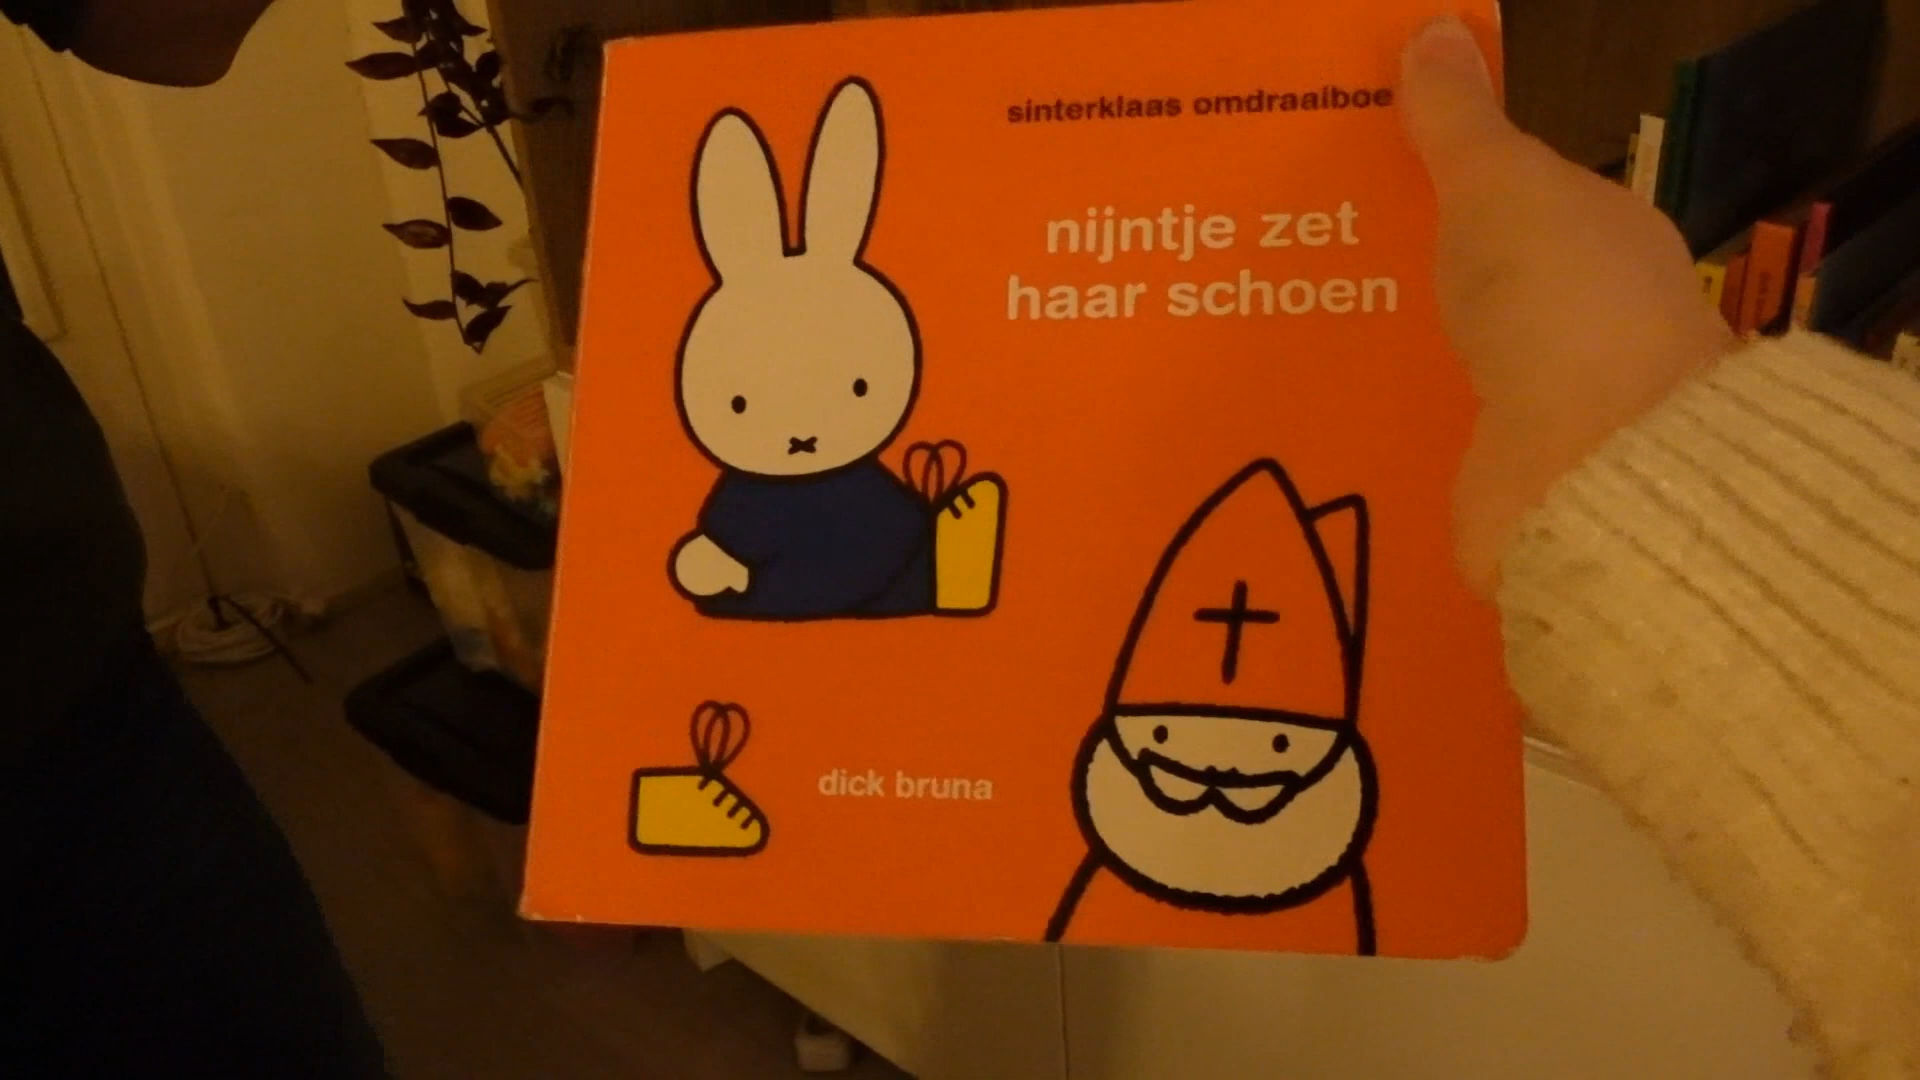 sinterklaas omdraaiboe
nijntje zet
haar schoen
dick bruna